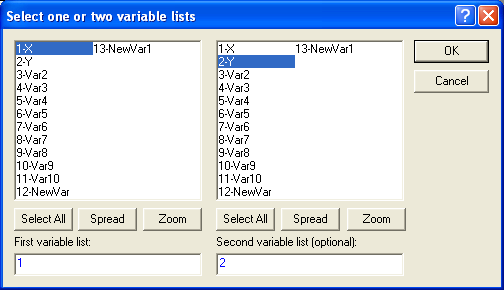 Select one or two variable lists
1-X 13-NewVar1
2-Y
3-Var2
4-Var3
5-Var4
6-Var5
7-Var6
8-Var7
9-Var8
10-Var9
11-Var10
12-NewVar
1-X 13-NewVar1
2-Y
3-Var2
4-Var3
5-Var4
6-Var5
7-Var6
8-Var7
9-Var8
10-Var9
11-Var10
12-NewVar
OK
Cancel
Select All Spread Zoom
Select All Spread Zoom
First variable list:
Second variable list (optional):
1
2